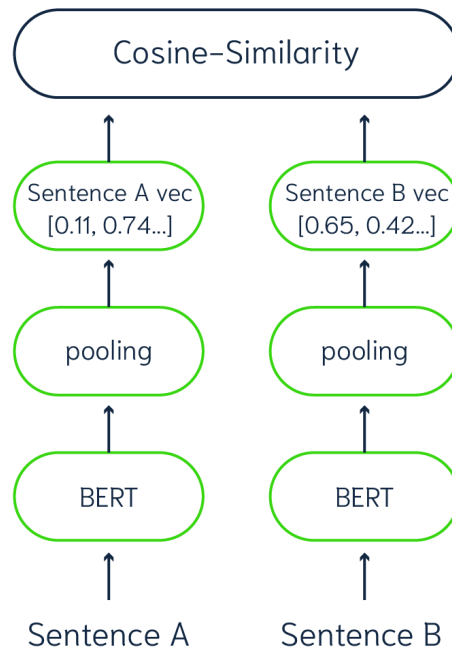 Cosine-Similarity
Sentence A vec
[0.11, 0.74...]
Sentence B vec
[0.65, 0.42...]
pooling
pooling
BERT
BERT
Sentence A
Sentence B